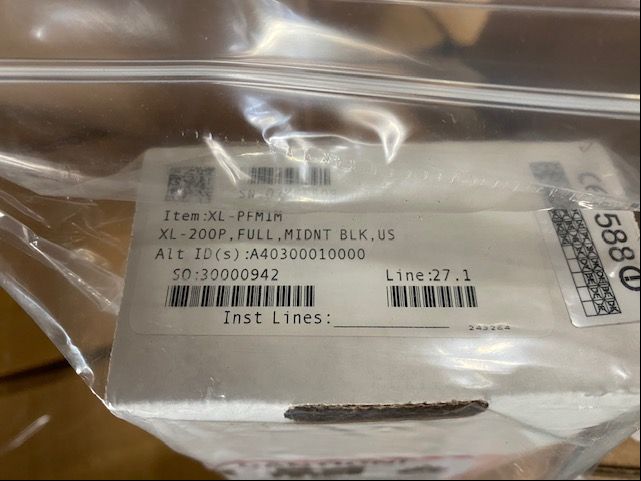 Item:XL-PFM1M
XL-200P,FULL,MIDNT BLK,US
Alt ID(s):A40300010000
SO:30000942 Line:27.1
Inst Lines:
CE
588